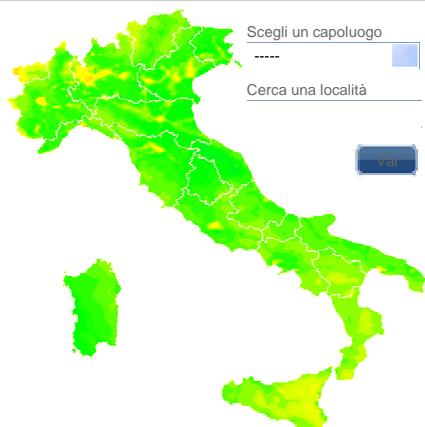 Scegli un capoluogo
-----
Cerca una località
Vai